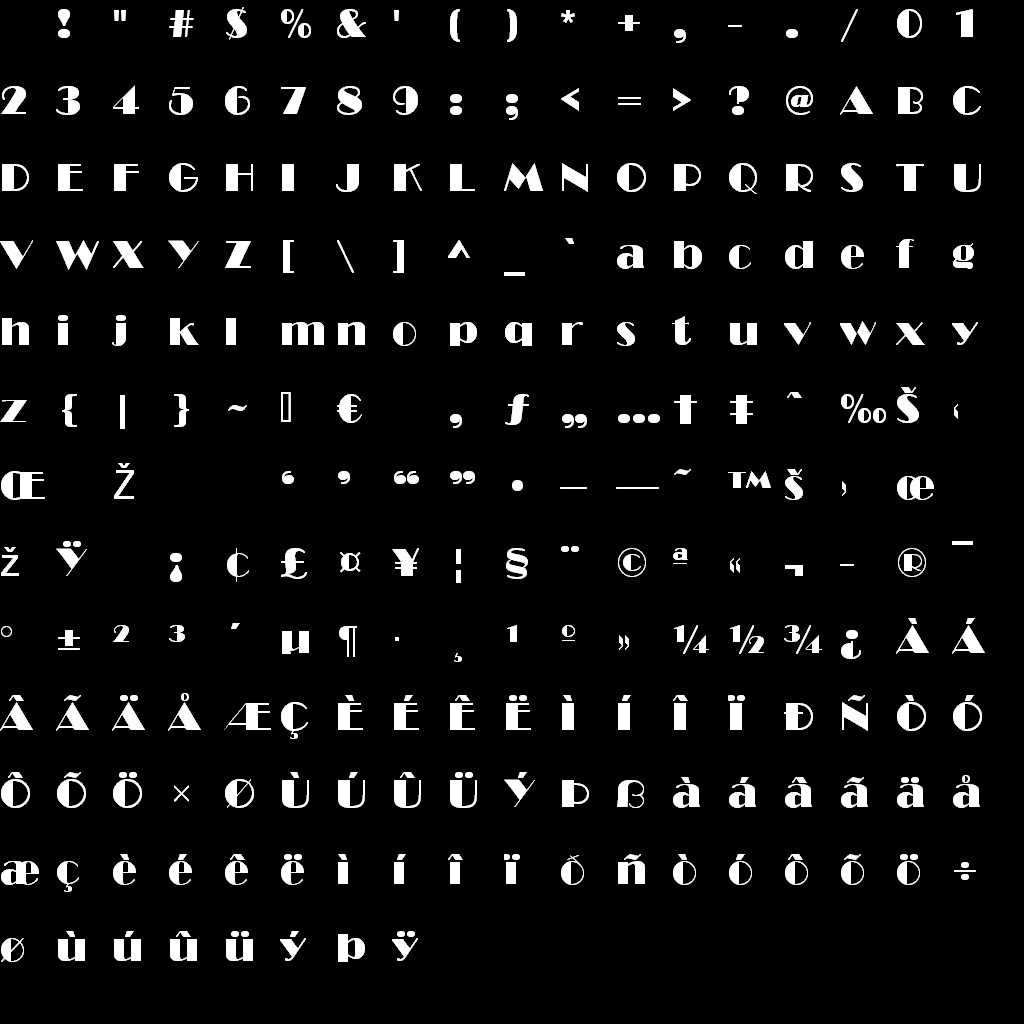 ! " # $ % & ' ( ) * + , - . / 0 1
2 3 4 5 6 7 8 9 : ; < = > ? @ A B C
D E F G H I J K L M N O P Q R S T U
V W X Y Z [ \ ] ^ _ ` a b c d e f g
h i j k l m n o p q r s t u v w x y
z { | } ~ ▯ € ‚ ƒ „ … † ‡ ˆ ‰ Š ‹
Œ Ž ‘ ’ “ ” • – — ˜ ™ š › œ
ž Ÿ ¡ ¢ £ ¤ ¥ ¦ § ¨ © ª « ¬ - ® ¯
° ± ² ³ ´ µ ¶ · ¸ ¹ º » ¼ ½ ¾ ¿ À Á
Â Ã Ä Å Æ Ç È É Ê Ë Ì Í Î Ï Ð Ñ Ò Ó
Ô Õ Ö × Ø Ù Ú Û Ü Ý Þ ß à á â ã ä å
æ ç è é ê ë ì í î ï ð ñ ò ó ô õ ö ÷
ø ù ú û ü ý þ ÿ